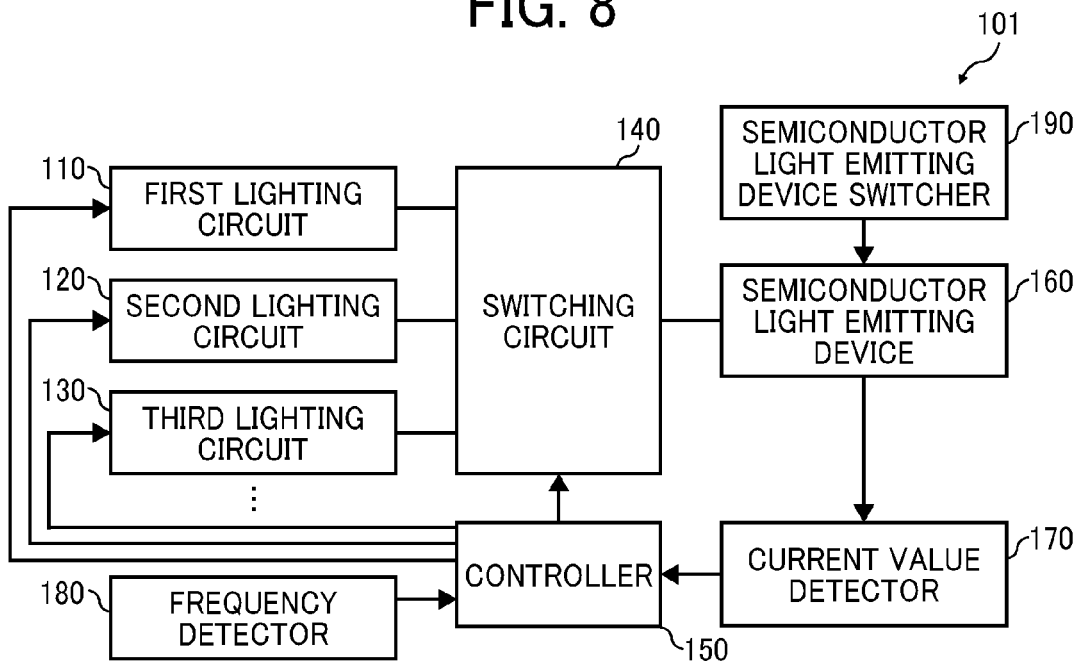 FIG. 8
101
140
190
SEMICONDUCTOR
LIGHT EMITTING
DEVICE SWITCHER
110
FIRST LIGHTING
CIRCUIT
120
SECOND LIGHTING
CIRCUIT
SWITCHING
CIRCUIT
160
SEMICONDUCTOR
LIGHT EMITTING
DEVICE
130
THIRD LIGHTING
CIRCUIT
⋮
CONTROLLER
150
170
CURRENT VALUE
DETECTOR
180
FREQUENCY
DETECTOR